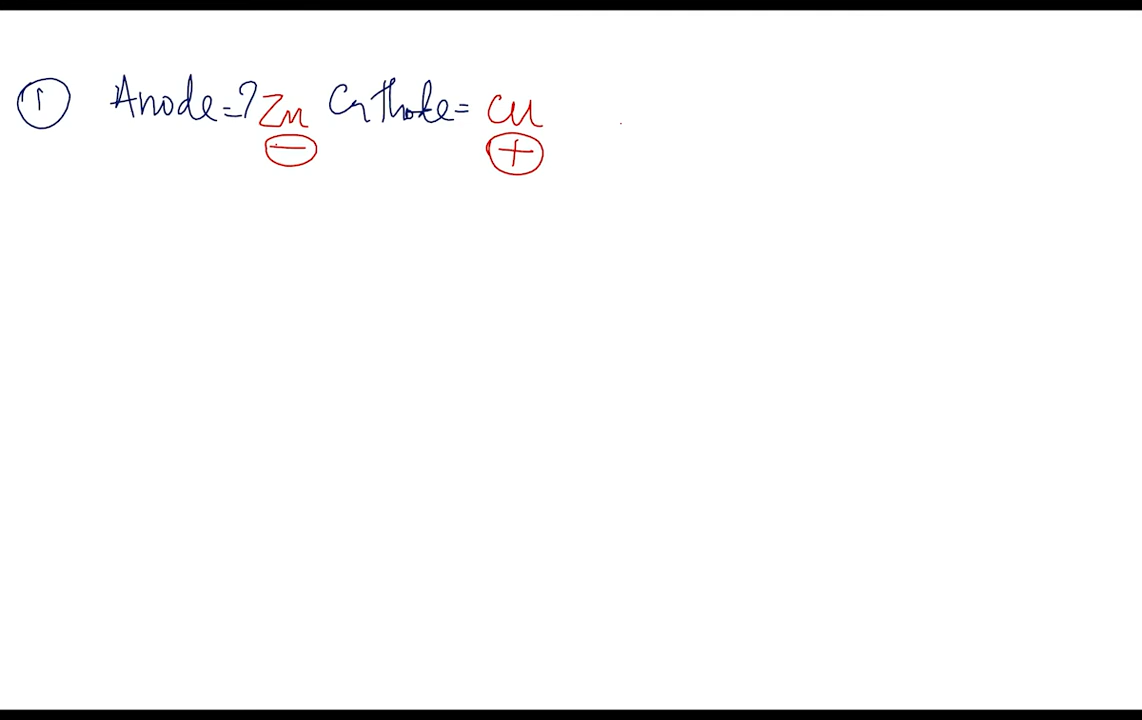 ① Anode=? Zn Cathode= Cu
⊖ ⊕